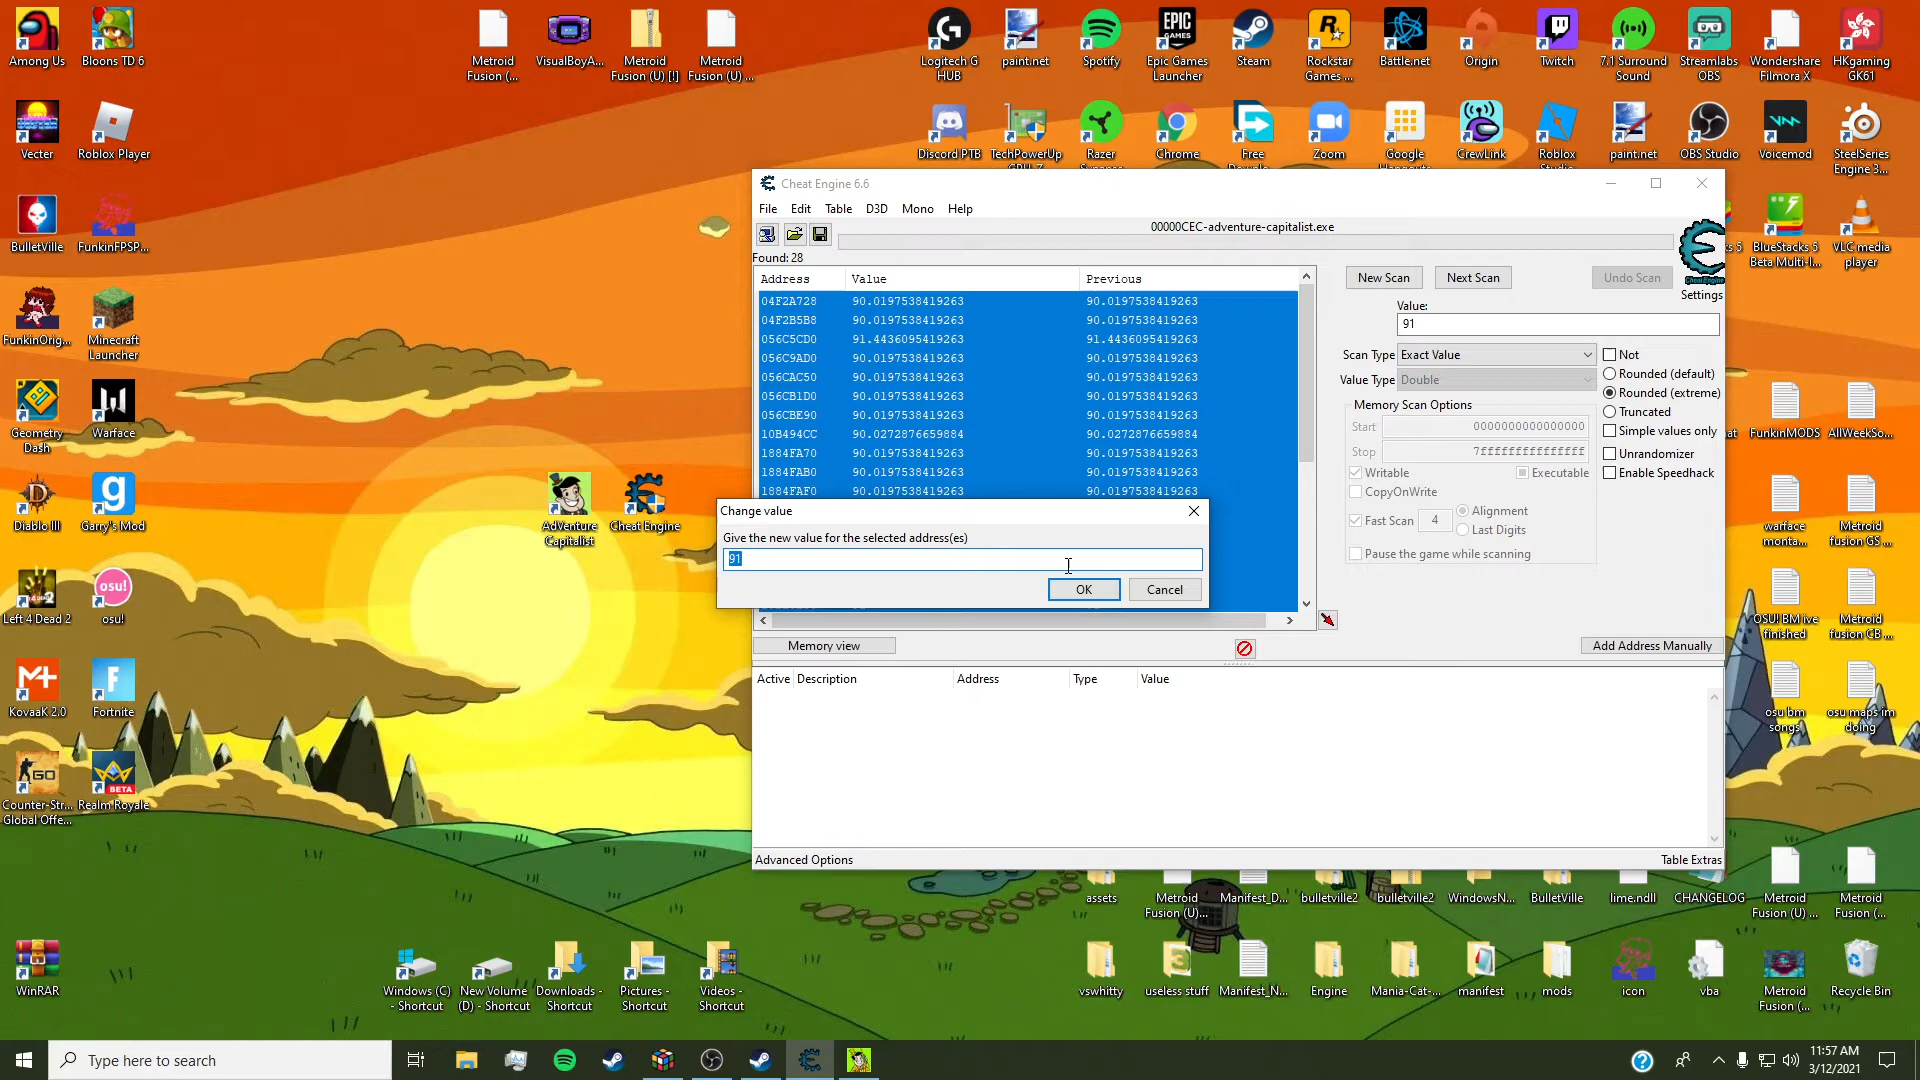 Among Us
Bloons TD 6
Metroid
Fusion (...
VisualBoyA...
Metroid
Fusion (U) [!]
Metroid
Fusion (U) ...
Logitech G
HUB
paint.net
Spotify
EPIC
GAMES
Epic Games
Launcher
Steam
Rockstar
Games ...
Battle.net
Origin
Twitch
7.1 Surround
Sound
Streamlabs
OBS
Wondershare
Filmora X
HKgaming
GK61
Vecter
Roblox Player
Discord PTB
TechPowerUp
GPU-Z
Razer
Chrome
Free
Zoom
Google
CrewLink
Roblox
paint.net
OBS Studio
Voicemod
SteelSeries
Engine 3...
BulletVille
FunkinFPSP...
BlueStacks 5
Beta Multi-I...
VLC media
player
FunkinOrig...
Minecraft
Launcher
Geometry
Dash
Warface
FunkinMODS
AllWeekSo...
Diablo III
Garry's Mod
AdVenture
Capitalist
Cheat Engine
warface
monta...
Metroid
fusion GS ...
Left 4 Dead 2
osu!
osu!
OSU! BM ive
finished
Metroid
fusion CB ...
KovaaK 2.0
Fortnite
osu bm
songs
osu maps im
doing
GO
BETA
Counter-Str...
Global Offe...
Realm Royale
Cheat Engine 6.6
File Edit Table D3D Mono Help
00000CEC-adventure-capitalist.exe
Found: 28
Address Value Previous
04F2A728 90.0197538419263 90.0197538419263
04F2B5B8 90.0197538419263 90.0197538419263
056C5CD0 91.4436095419263 91.4436095419263
056C9AD0 90.0197538419263 90.0197538419263
056CAC50 90.0197538419263 90.0197538419263
056CB1D0 90.0197538419263 90.0197538419263
056CBE90 90.0197538419263 90.0197538419263
10B494CC 90.0272876659884 90.0272876659884
1884FA70 90.0197538419263 90.0197538419263
1884FAB0 90.0197538419263 90.0197538419263
1884FAF0 90.0197538419263 90.0197538419263
New Scan Next Scan Undo Scan
Settings
Value:
91
Scan Type Exact Value Not
Value Type Double Rounded (default)
Rounded (extreme)
Memory Scan Options Truncated
Start 0000000000000000 Simple values only
Stop 7fffffffffffffff Unrandomizer
Writable Executable Enable Speedhack
CopyOnWrite
Fast Scan 4 Alignment
Last Digits
Pause the game while scanning
Change value
Give the new value for the selected address(es)
91
OK Cancel
Memory view
Add Address Manually
Active Description Address Type Value
Advanced Options Table Extras
assets
Metroid
Fusion (U)...
Manifest_D...
bulletville2
bulletville2
WindowsN...
BulletVille
lime.ndll
CHANGELOG
Metroid
Fusion (U) ...
Metroid
Fusion (...
WinRAR
Windows (C)
- Shortcut
New Volume
(D) - Shortcut
Downloads -
Shortcut
Pictures -
Shortcut
Videos -
Shortcut
vswhitty
useless stuff
Manifest_N...
Engine
Mania-Cat-...
manifest
mods
icon
vba
Metroid
Fusion (...
Recycle Bin
Type here to search
11:57 AM
3/12/2021